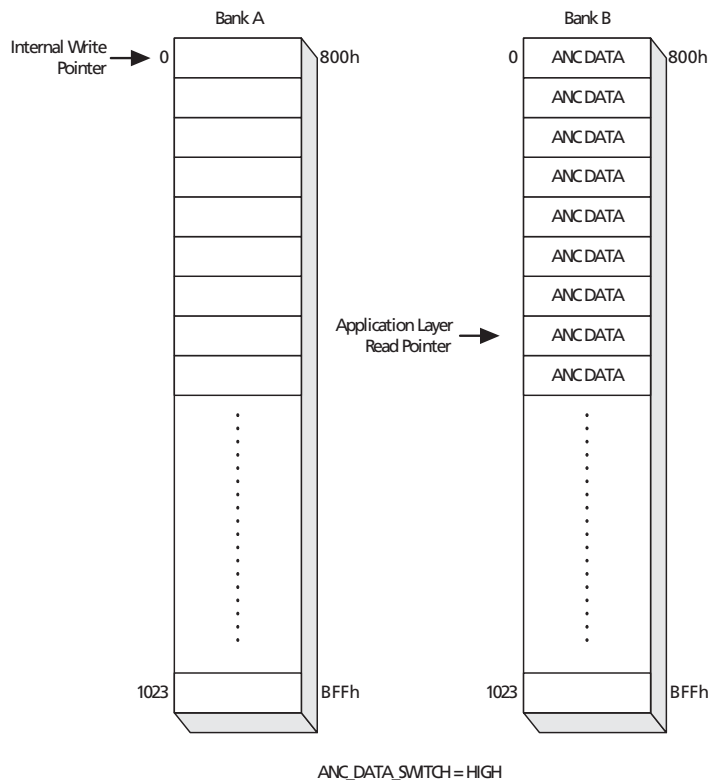 Bank A
Internal Write
Pointer
0
800h
1023
BFFh
Bank B
0
800h
ANC DATA
ANC DATA
ANC DATA
ANC DATA
ANC DATA
ANC DATA
ANC DATA
Application Layer
Read Pointer
ANC DATA
ANC DATA
1023
BFFh
ANC_DATA_SWITCH = HIGH